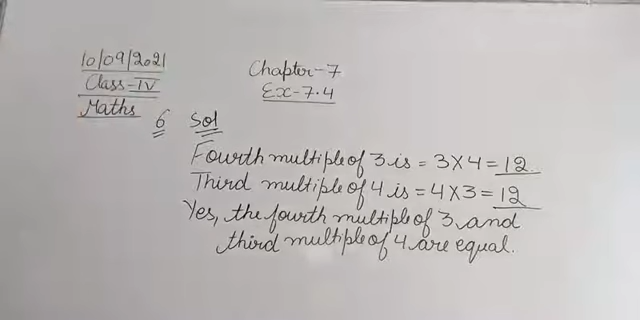 10/09/2021
Class-IV
Maths
Chapter-7
Ex-7.4
6 Sol
Fourth multiple of 3 is = 3×4 = 12.
Third multiple of 4 is = 4×3 = 12
Yes, the fourth multiple of 3 and
third multiple of 4 are equal.